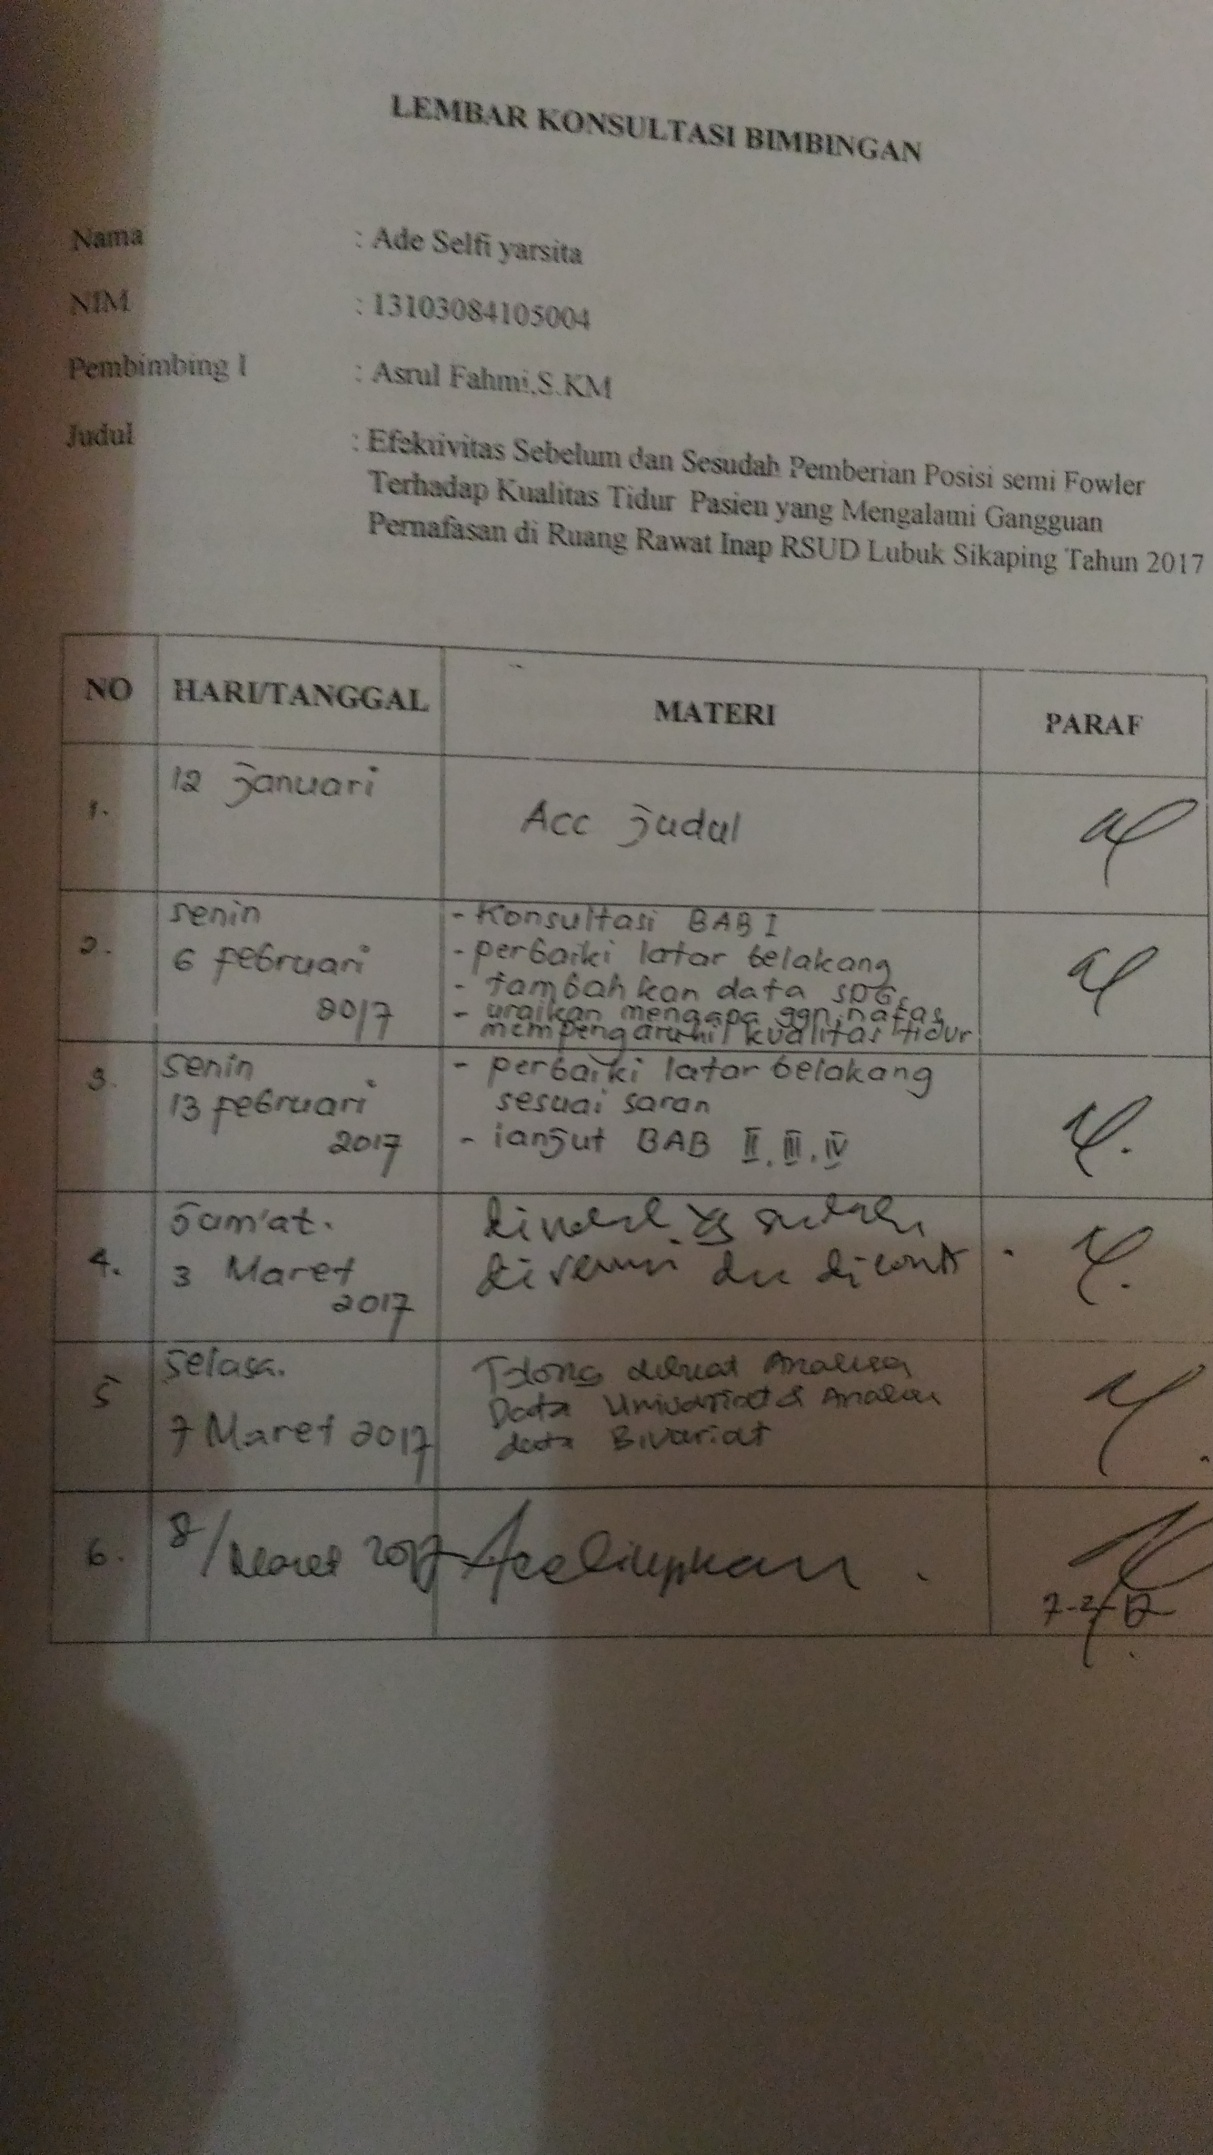 LEMBAR KONSULTASI BIMBINGAN
Nama : Ade Selfi yarsita
NIM : 13103084105004
Pembimbing I : Asrul Fahmi,S.KM
Judul : Efektivitas Sebelum dan Sesudah Pemberian Posisi semi Fowler
Terhadap Kualitas Tidur Pasien yang Mengalami Gangguan
Pernafasan di Ruang Rawat Inap RSUD Lubuk Sikaping Tahun 2017
NO HARI/TANGGAL MATERI PARAF
1. 12 januari
Acc judul
2. senin
6 februari
2017
- Konsultasi BAB I
- perbaiki latar belakang
- tambahkan data SDGs
- uraikan mengapa ggn. nafas
mempengaruhi kualitas tidur
3. senin
13 februari
2017
- perbaiki latar belakang
sesuai saran
- lanjut BAB II, III, IV
4. Jum'at.
3 Maret
2017
yg sudah
di
5 Selasa.
7 Maret 2017
Tolong dibuat Analisa
Data Univariat & Analisa
data Bivariat
6. 8/Maret 2017